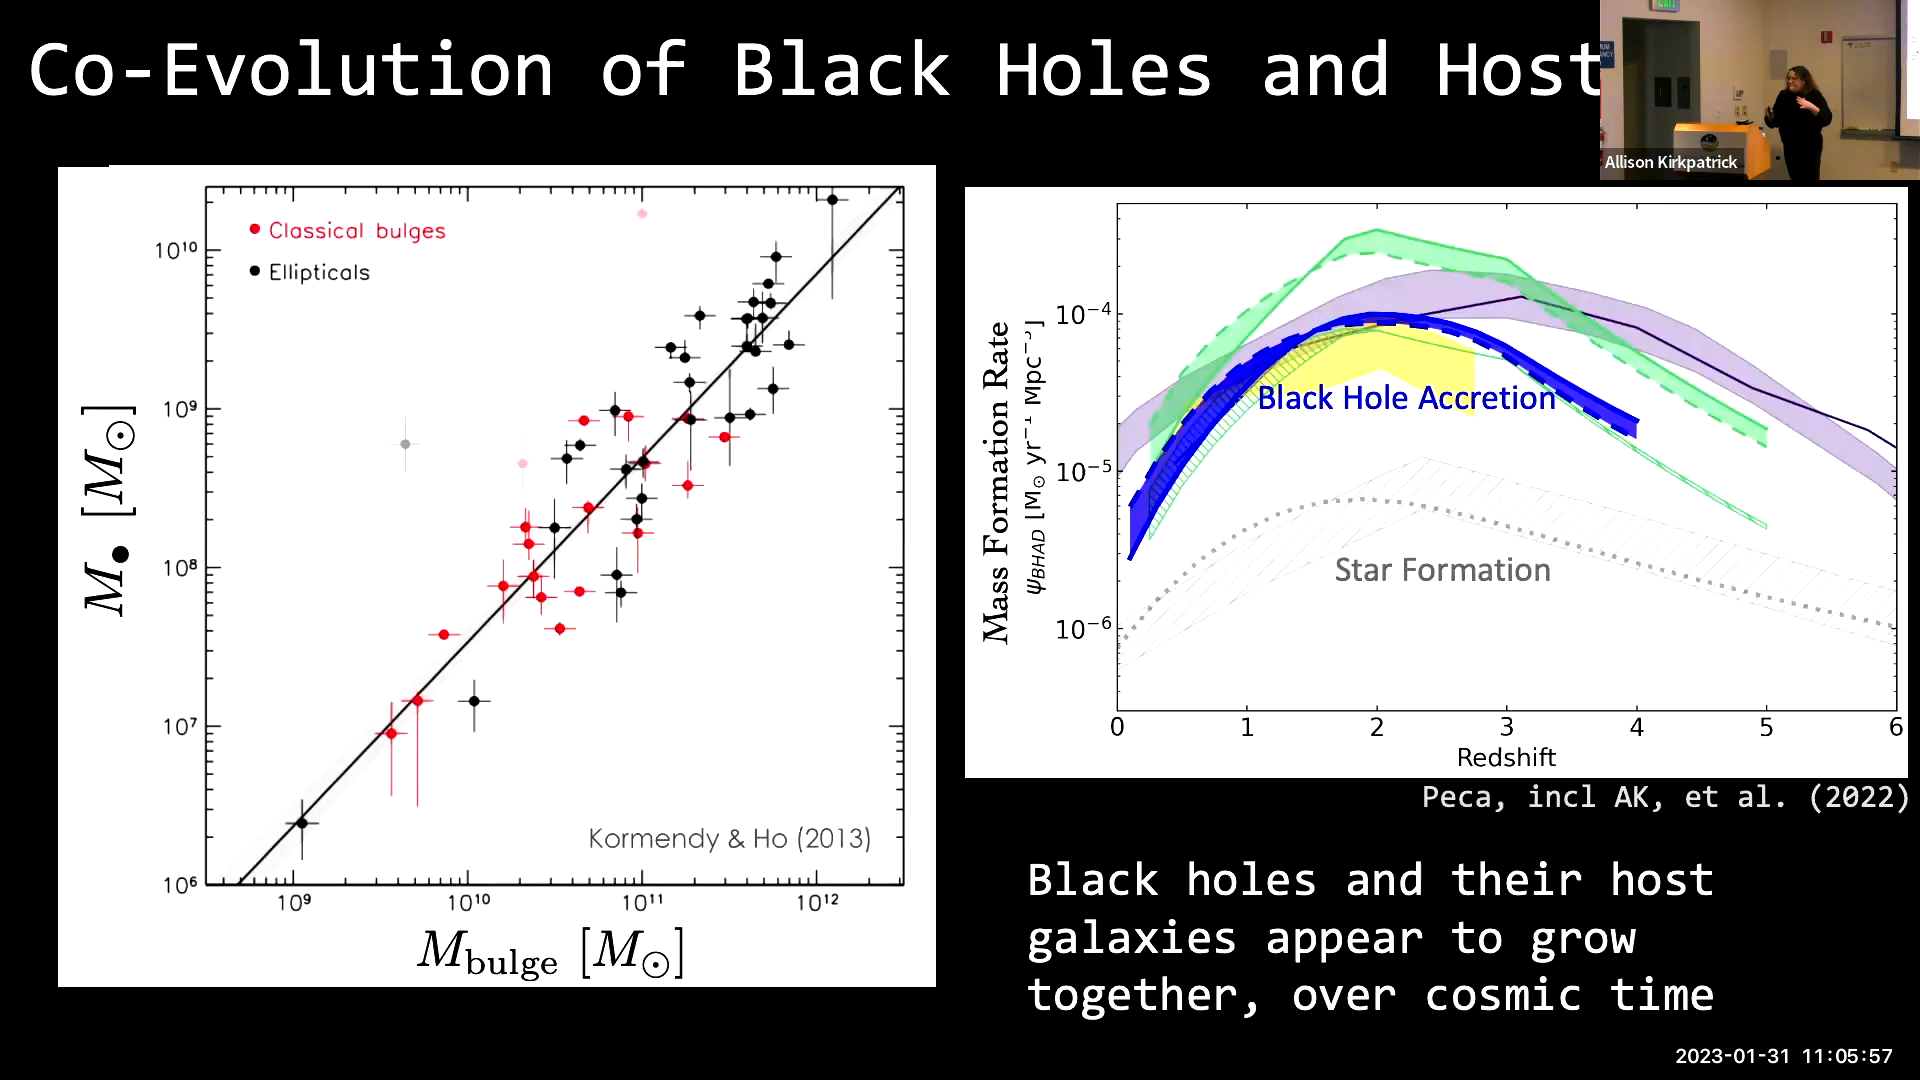 Co-Evolution of Black Holes and Host
EXIT
Allison Kirkpatrick
Classical bulges
Ellipticals
10¹⁰
10⁹
10⁸
10⁷
10⁶
M● [M⊙]
10⁹ 10¹⁰ 10¹¹ 10¹²
Mbulge [M⊙]
Kormendy & Ho (2013)
Mass Formation Rate
ψBHAD [M⊙ yr⁻¹ Mpc⁻³]
10⁻⁴
10⁻⁵
10⁻⁶
Black Hole Accretion
Star Formation
0 1 2 3 4 5 6
Redshift
Peca, incl AK, et al. (2022)
Black holes and their host
galaxies appear to grow
together, over cosmic time
2023-01-31 11:05:57